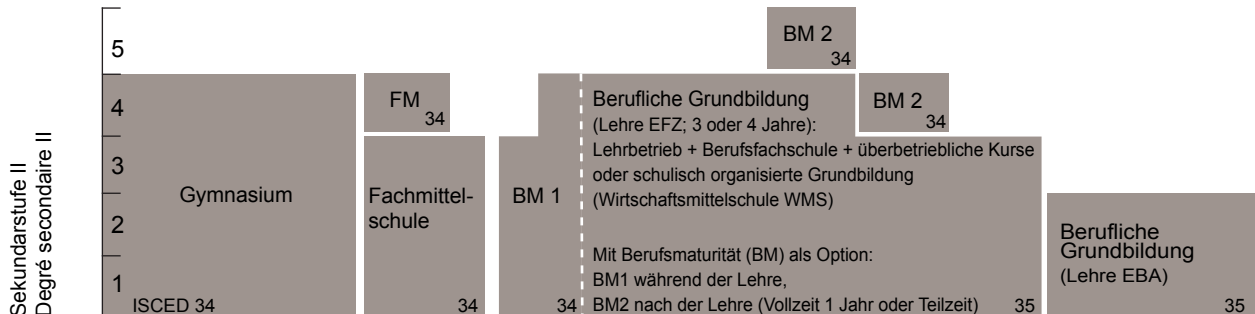 Sekundarstufe II
Degré secondaire II
5
4
3
2
1
Gymnasium
ISCED 34
FM
34
Fachmittel-
schule
34
BM 1
34
BM 2
34
BM 2
34
Berufliche Grundbildung
(Lehre EFZ; 3 oder 4 Jahre):
Lehrbetrieb + Berufsfachschule + überbetriebliche Kurse
oder schulisch organisierte Grundbildung
(Wirtschaftsmittelschule WMS)
Mit Berufsmaturität (BM) als Option:
BM1 während der Lehre,
BM2 nach der Lehre (Vollzeit 1 Jahr oder Teilzeit)
35
Berufliche
Grundbildung
(Lehre EBA)
35